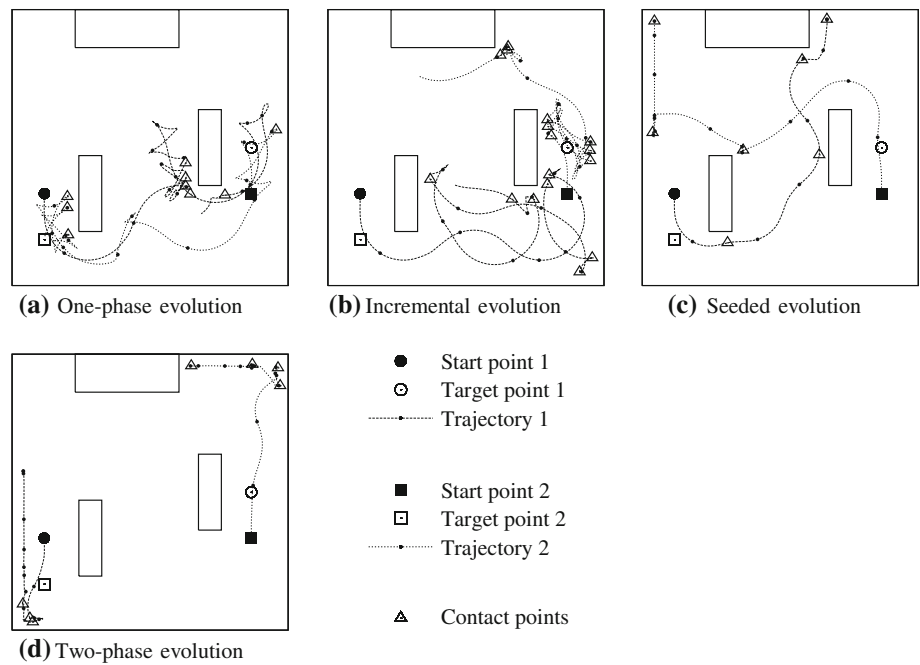 (a) One-phase evolution
(b) Incremental evolution
(c) Seeded evolution
Start point 1
Target point 1
Trajectory 1
Start point 2
Target point 2
Trajectory 2
Contact points
(d) Two-phase evolution